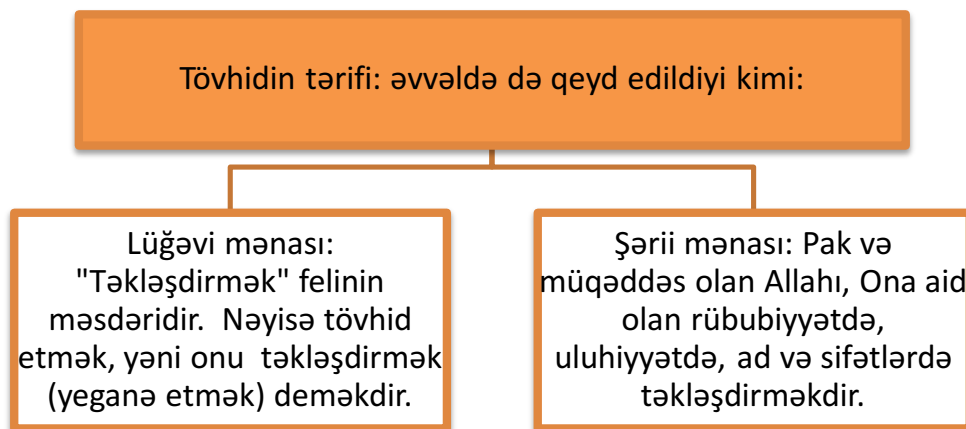 Tövhidin tərifi: əvvəldə də qeyd edildiyi kimi:
Lüğəvi mənası:
"Təkləşdirmək" felinin
məsdəridir. Nəyisə tövhid
etmək, yəni onu təkləşdirmək
(yeganə etmək) deməkdir.
Şərii mənası: Pak və
müqəddəs olan Allahı, Ona aid
olan rübubiyyətdə,
uluhiyyətdə, ad və sifətlərdə
təkləşdirməkdir.